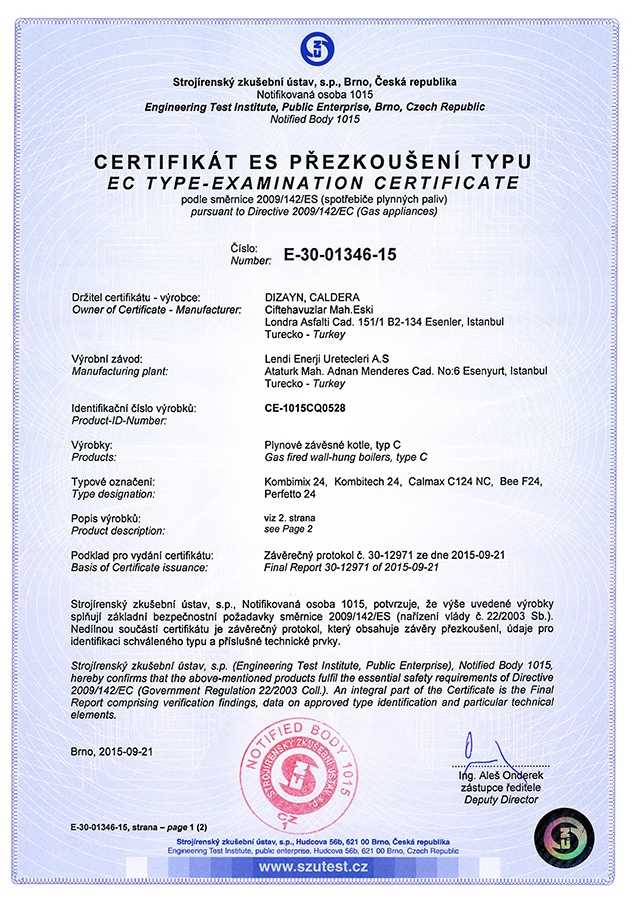 SZU
Strojírenský zkušební ústav, s.p., Brno, Česká republika
Notifikovaná osoba 1015
Engineering Test Institute, Public Enterprise, Brno, Czech Republic
Notified Body 1015
CERTIFIKÁT ES PŘEZKOUŠENÍ TYPU
EC TYPE-EXAMINATION CERTIFICATE
podle směrnice 2009/142/ES (spotřebiče plynných paliv)
pursuant to Directive 2009/142/EC (Gas appliances)
Číslo:
Number: E-30-01346-15
Držitel certifikátu - výrobce: DIZAYN, CALDERA
Owner of Certificate - Manufacturer: Ciftehavuzlar Mah.Eski
Londra Asfalti Cad. 151/1 B2-134 Esenler, Istanbul
Turecko - Turkey
Výrobní závod: Lendi Enerji Uretecleri A.S
Manufacturing plant: Ataturk Mah. Adnan Menderes Cad. No:6 Esenyurt, Istanbul
Turecko - Turkey
Identifikační číslo výrobků: CE-1015CQ0528
Product-ID-Number:
Výrobky: Plynové závěsné kotle, typ C
Products: Gas fired wall-hung boilers, type C
Typové označení: Kombimix 24, Kombitech 24, Calmax C124 NC, Bee F24,
Type designation: Perfetto 24
Popis výrobků: viz 2. strana
Product description: see Page 2
Podklad pro vydání certifikátu: Závěrečný protokol č. 30-12971 ze dne 2015-09-21
Basis of Certificate issuance: Final Report 30-12971 of 2015-09-21
Strojírenský zkušební ústav, s.p., Notifikovaná osoba 1015, potvrzuje, že výše uvedené výrobky
splňují základní bezpečnostní požadavky směrnice 2009/142/ES (nařízení vlády č. 22/2003 Sb.).
Nedílnou součástí certifikátu je závěrečný protokol, který obsahuje závěry přezkoušení, údaje pro
identifikaci schváleného typu a příslušné technické prvky.
Strojírenský zkušební ústav, s.p. (Engineering Test Institute, Public Enterprise), Notified Body 1015,
hereby confirms that the above-mentioned products fulfil the essential safety requirements of Directive
2009/142/EC (Government Regulation 22/2003 Coll.). An integral part of the Certificate is the Final
Report comprising verification findings, data on approved type identification and particular technical
elements.
Brno, 2015-09-21
NOTIFIED BODY 1015
STROJÍRENSKÝ ZKUŠEBNÍ ÚSTAV, s.p.
CZ
1
Ing. Aleš Onderek
zástupce ředitele
Deputy Director
E-30-01346-15, strana – page 1 (2)
Strojírenský zkušební ústav, s.p., Hudcova 56b, 621 00 Brno, Česká republika
Engineering Test Institute, public enterprise, Hudcova 56b, 621 00 Brno, Czech Republic
www.szutest.cz